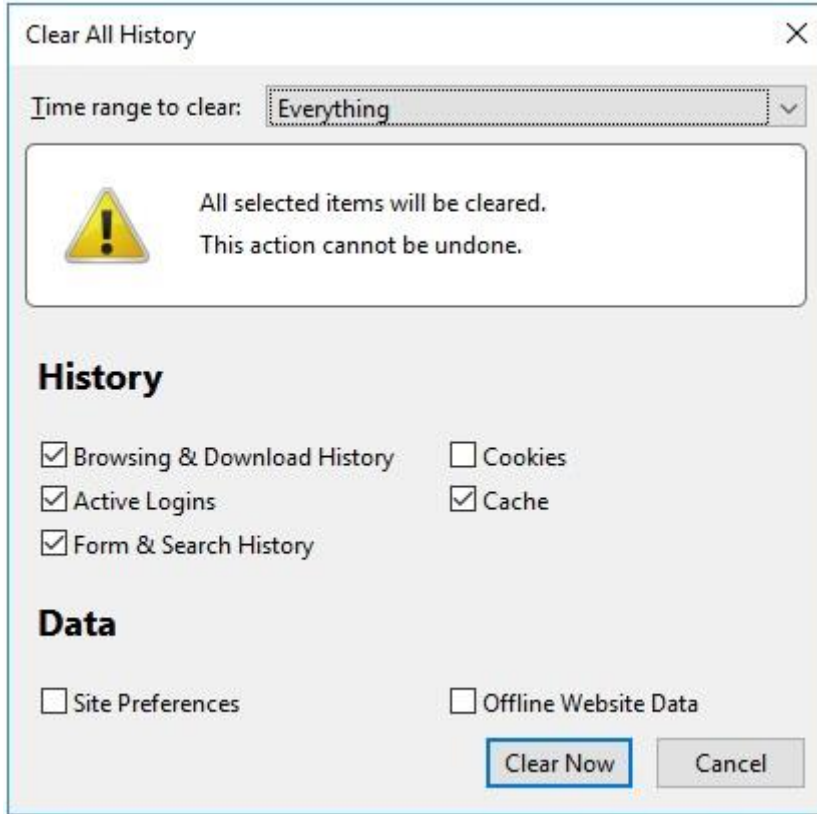 Clear All History
Time range to clear: Everything
All selected items will be cleared.
This action cannot be undone.
History
Browsing & Download History Cookies
Active Logins Cache
Form & Search History
Data
Site Preferences Offline Website Data
Clear Now Cancel